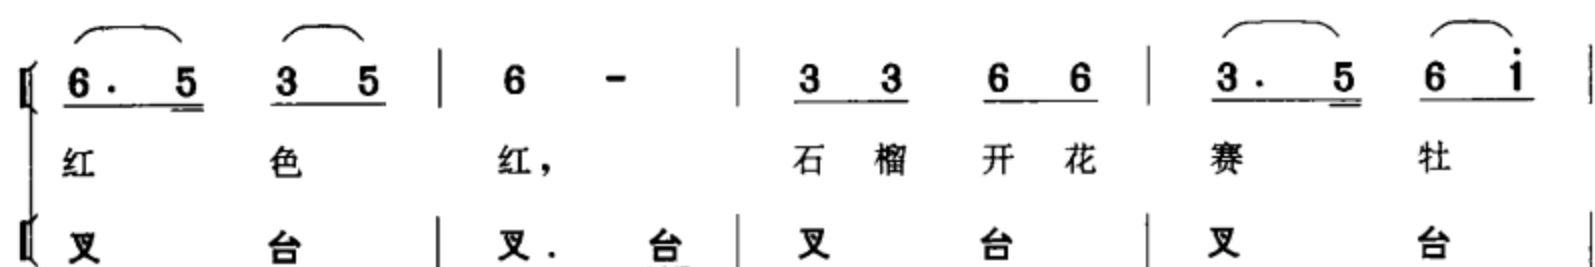 6 . 5 3 5 | 6 - | 3 3 6 6 | 3 . 5 6 i |
红 色 红， 石 榴 开 花 赛 牡
叉 台 叉 . 台 叉 台 叉 台